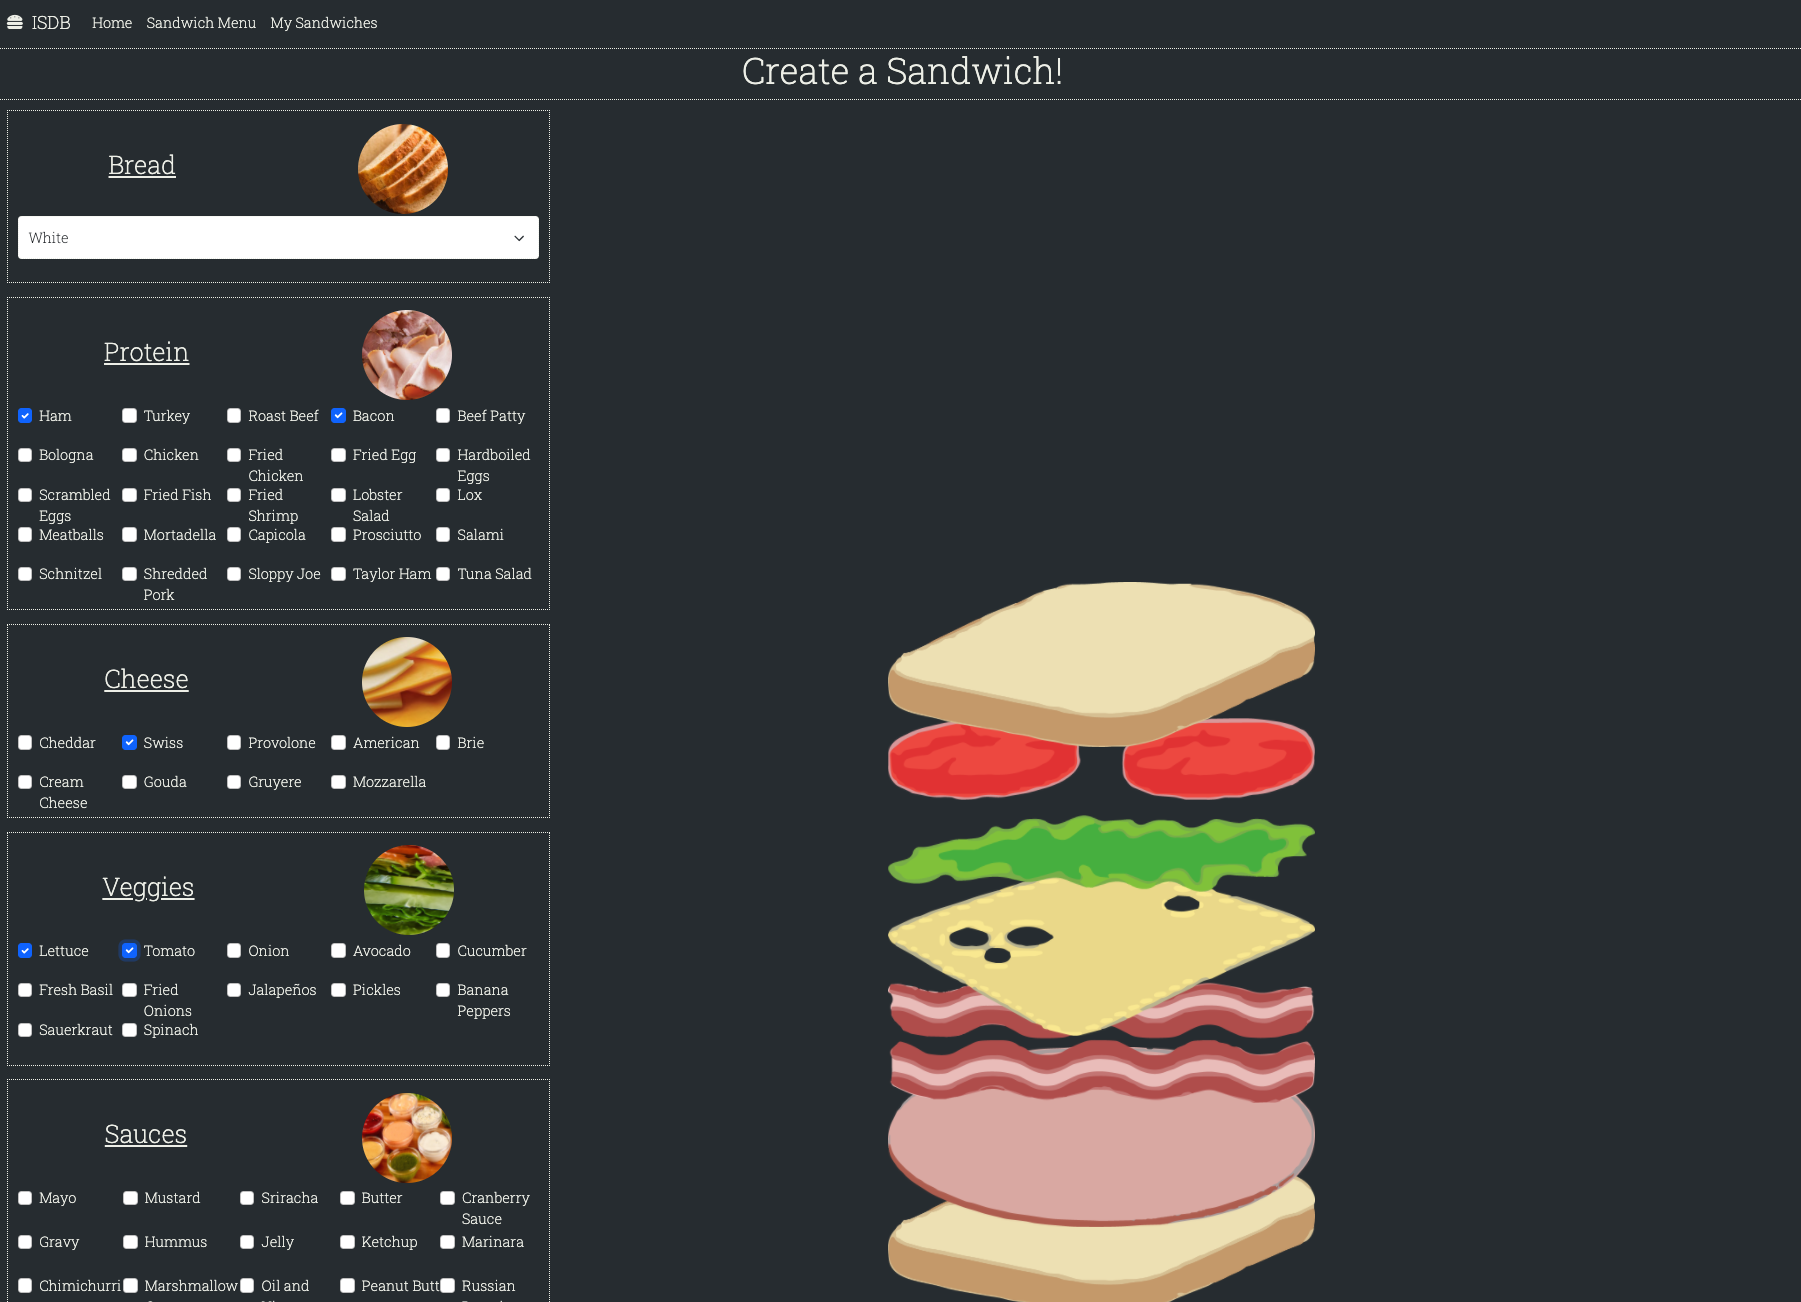 ISDB Home Sandwich Menu My Sandwiches
Create a Sandwich!
Bread
White
Protein
Ham Turkey Roast Beef Bacon Beef Patty
Bologna Chicken Fried Chicken Fried Egg Hardboiled Eggs
Scrambled Eggs Fried Fish Fried Shrimp Lobster Salad Lox
Meatballs Mortadella Capicola Prosciutto Salami
Schnitzel Shredded Pork Sloppy Joe Taylor Ham Tuna Salad
Cheese
Cheddar Swiss Provolone American Brie
Cream Cheese Gouda Gruyere Mozzarella
Veggies
Lettuce Tomato Onion Avocado Cucumber
Fresh Basil Fried Onions Jalapeños Pickles Banana Peppers
Sauerkraut Spinach
Sauces
Mayo Mustard Sriracha Butter Cranberry Sauce
Gravy Hummus Jelly Ketchup Marinara
Chimichurri Marshmallow Oil and Peanut Butt Russian